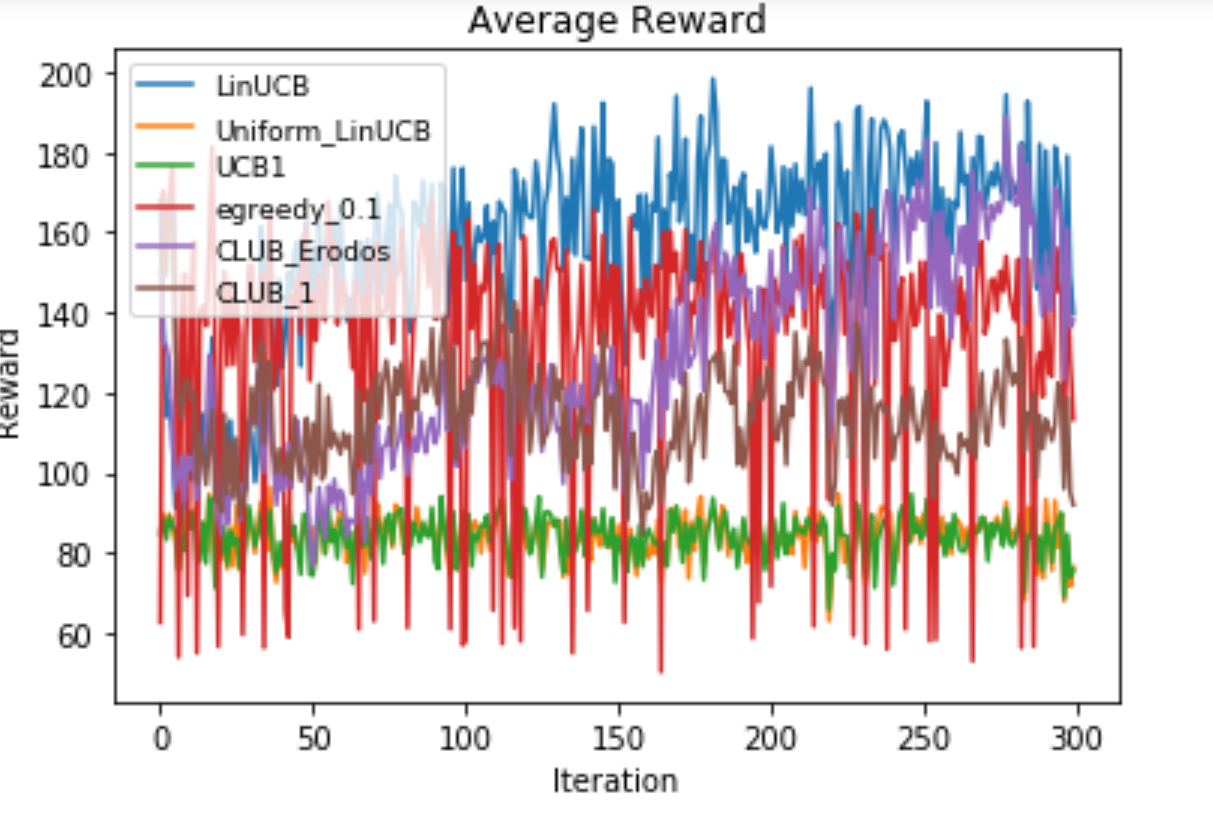 Average Reward
200
180
160
140
120
100
80
60
Reward
LinUCB
Uniform_LinUCB
UCB1
egreedy_0.1
CLUB_Erodos
CLUB_1
0 50 100 150 200 250 300
Iteration